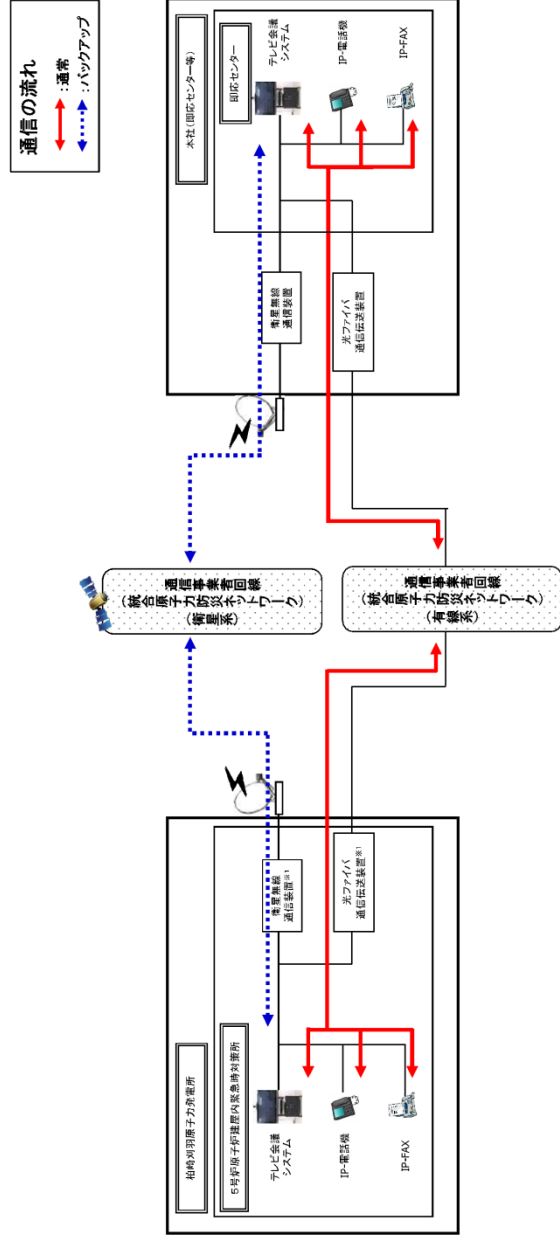 通信の流れ
:通常
:バックアップ
柏崎刈羽原子力発電所
5号炉原子炉建屋内緊急時対策所
テレビ会議
システム
IP-電話機
IP-FAX
衛星無線
通信装置※1
光ファイバ
通信伝送装置※1
通信事業者回線
(統合原子力防災ネットワーク)
(衛星系)
通信事業者回線
(統合原子力防災ネットワーク)
(有線系)
本社(即応センター等)
即応センター
衛星無線
通信装置
光ファイバ
通信伝送装置
テレビ会議
システム
IP-電話機
IP-FAX